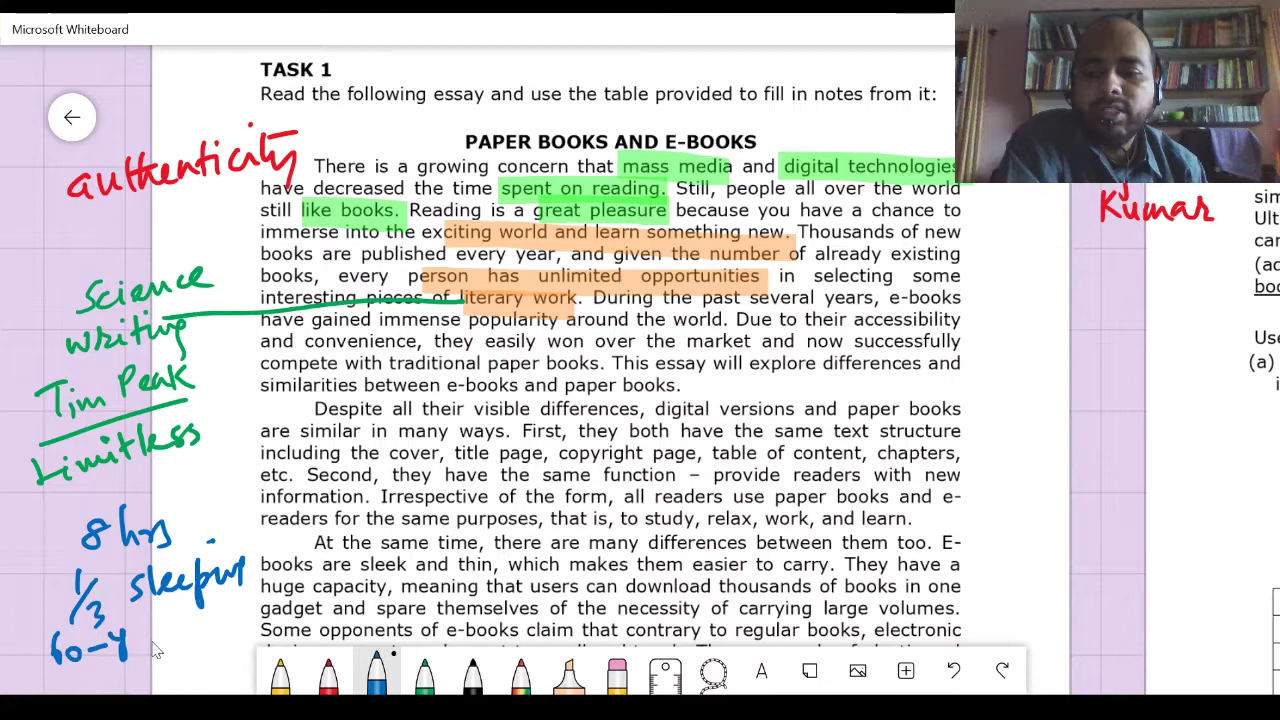 Microsoft Whiteboard
TASK 1
Read the following essay and use the table provided to fill in notes from it:
PAPER BOOKS AND E-BOOKS
There is a growing concern that mass media and digital technologies
have decreased the time spent on reading. Still, people all over the world
still like books. Reading is a great pleasure because you have a chance to
immerse into the exciting world and learn something new. Thousands of new
books are published every year, and given the number of already existing
books, every person has unlimited opportunities in selecting some
interesting pieces of literary work. During the past several years, e-books
have gained immense popularity around the world. Due to their accessibility
and convenience, they easily won over the market and now successfully
compete with traditional paper books. This essay will explore differences and
similarities between e-books and paper books.
Despite all their visible differences, digital versions and paper books
are similar in many ways. First, they both have the same text structure
including the cover, title page, copyright page, table of content, chapters,
etc. Second, they have the same function – provide readers with new
information. Irrespective of the form, all readers use paper books and e-
readers for the same purposes, that is, to study, relax, work, and learn.
At the same time, there are many differences between them too. E-
books are sleek and thin, which makes them easier to carry. They have a
huge capacity, meaning that users can download thousands of books in one
gadget and spare themselves of the necessity of carrying large volumes.
Some opponents of e-books claim that contrary to regular books, electronic
authenticity
Science
writing
Tim Peak
Limitless
8 hrs
1/3 sleeping
60-Y
Kumar
sim
Ult
can
(ad
boo
Use
(a)
i
A